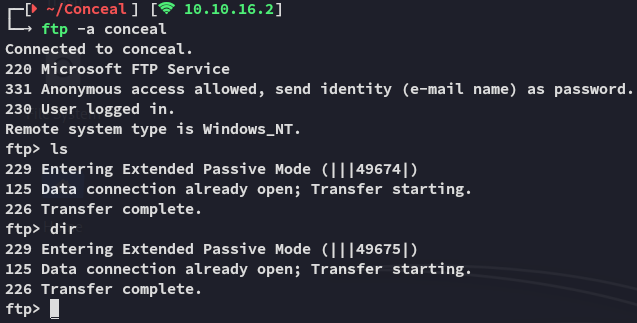 [ ~/Conceal ] [ 10.10.16.2]
ftp -a conceal
Connected to conceal.
220 Microsoft FTP Service
331 Anonymous access allowed, send identity (e-mail name) as password.
230 User logged in.
Remote system type is Windows_NT.
ftp> ls
229 Entering Extended Passive Mode (|||49674|)
125 Data connection already open; Transfer starting.
226 Transfer complete.
ftp> dir
229 Entering Extended Passive Mode (|||49675|)
125 Data connection already open; Transfer starting.
226 Transfer complete.
ftp>